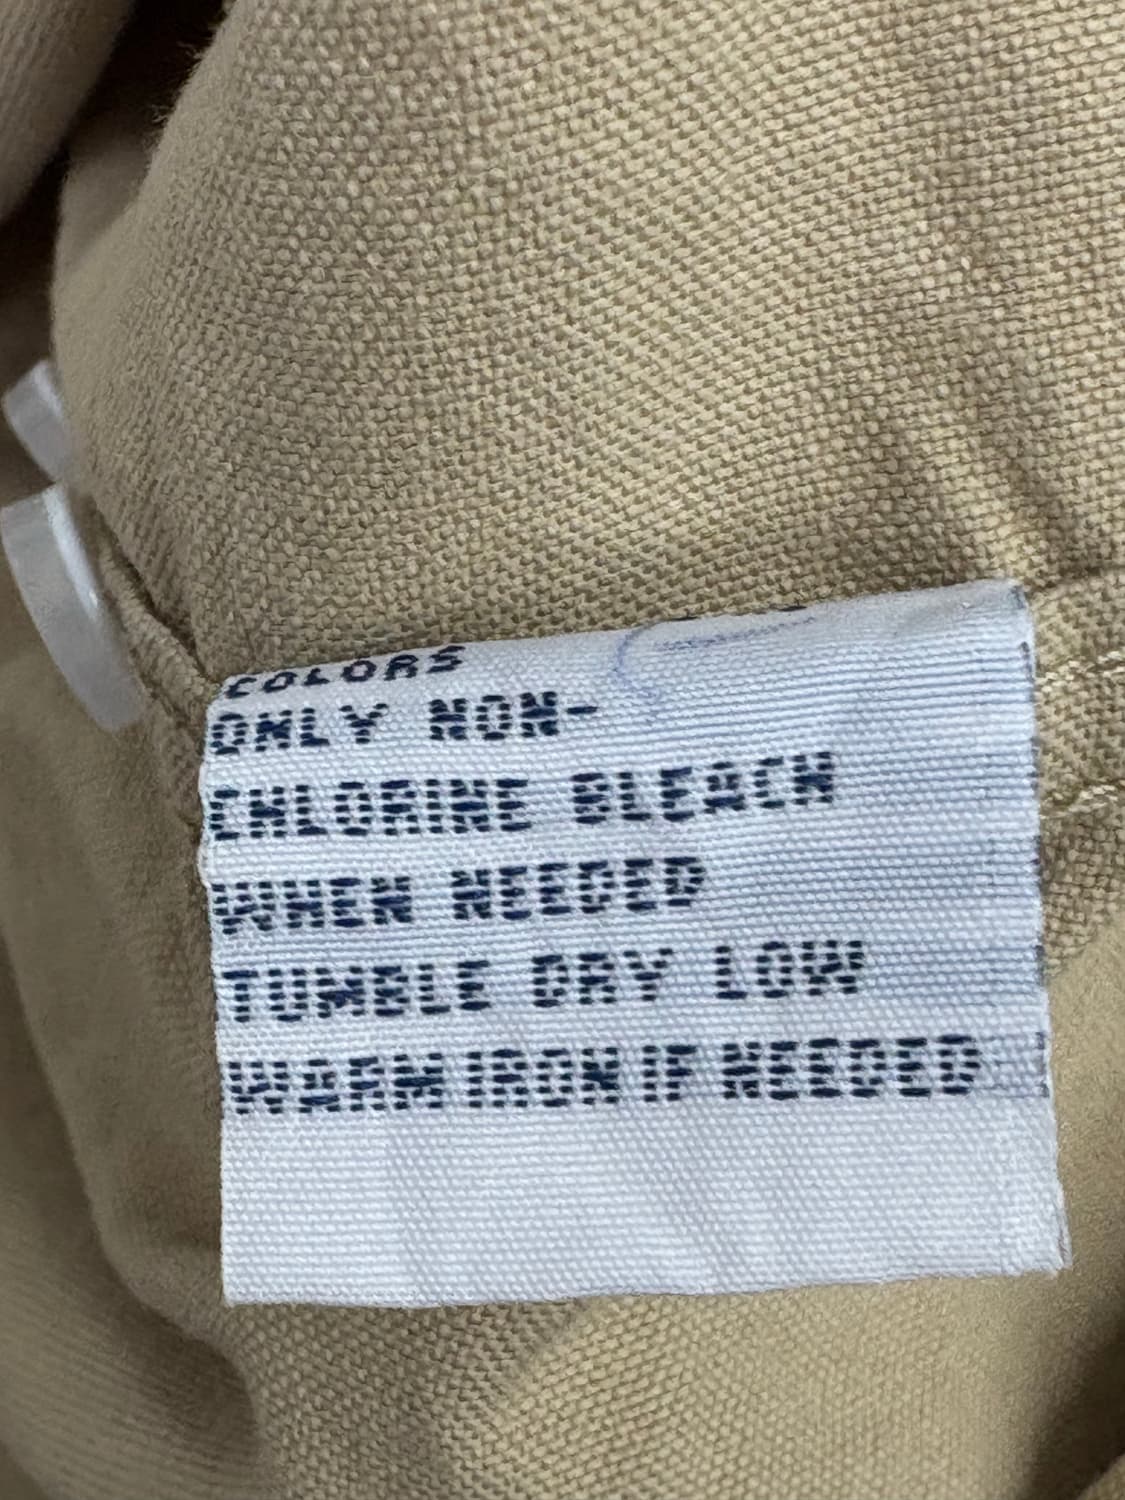 COLORS
ONLY NON-
CHLORINE BLEACH
WHEN NEEDED
TUMBLE DRY LOW
WARM IRON IF NEEDED